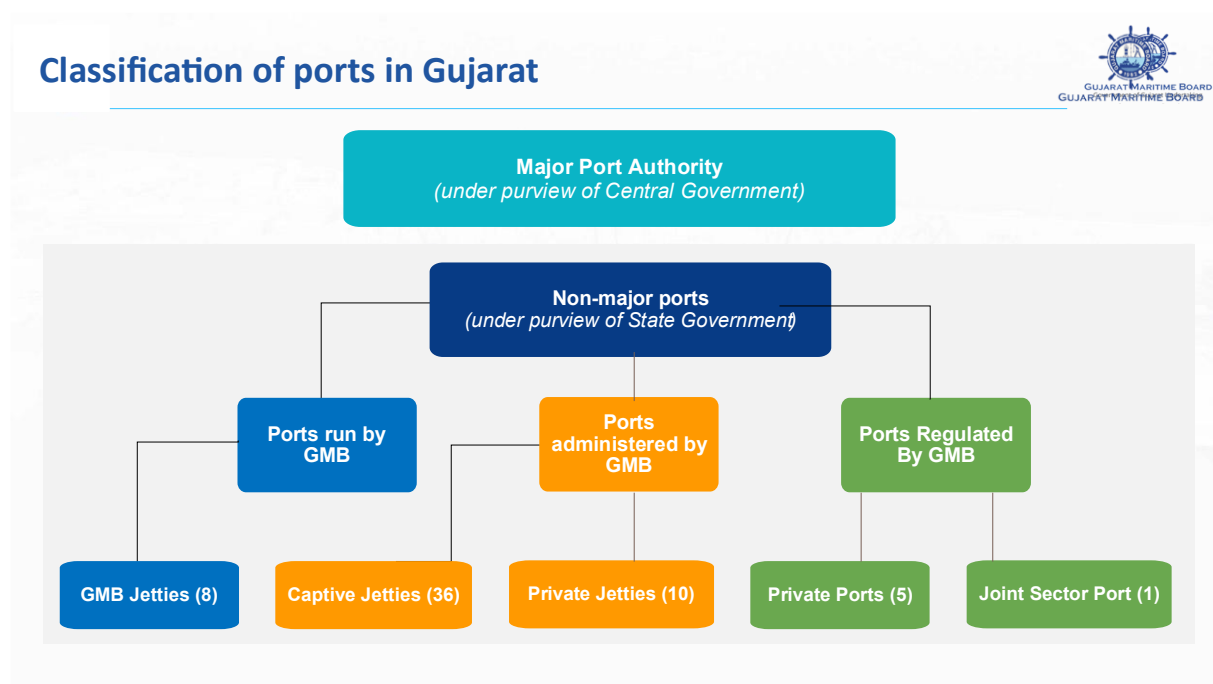 Classification of ports in Gujarat
GUJARAT MARITIME BOARD
GUJARAT MARITIME BOARD
Major Port Authority
(under purview of Central Government)
Non-major ports
(under purview of State Government)
Ports run by
GMB
Ports
administered by
GMB
Ports Regulated
By GMB
GMB Jetties (8)
Captive Jetties (36)
Private Jetties (10)
Private Ports (5)
Joint Sector Port (1)